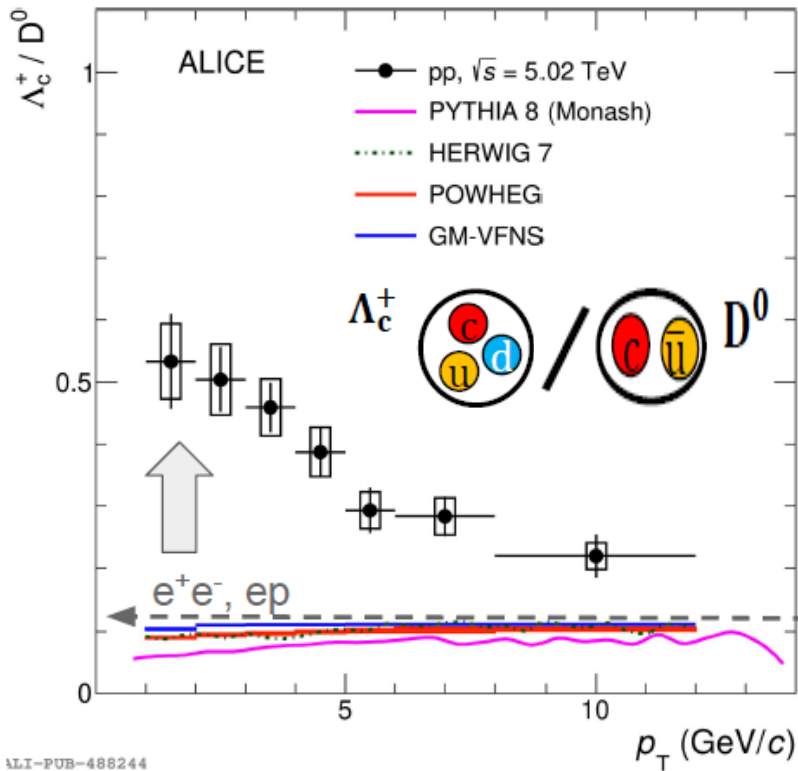 Λc+ / D0
1
0.5
0
ALICE
pp, √s = 5.02 TeV
PYTHIA 8 (Monash)
HERWIG 7
POWHEG
GM-VFNS
Λc+
c
u
d
/
c
ū
D0
e+e-, ep
5
10
pT (GeV/c)
ALI-PUB-488244